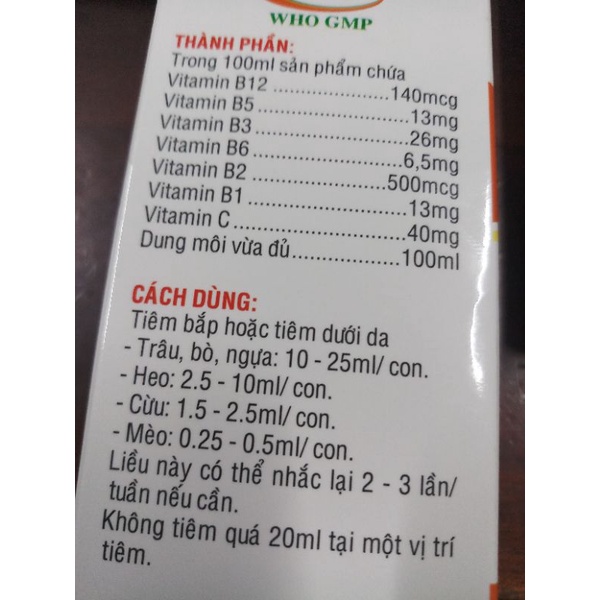 WHO GMP
THÀNH PHẦN:
Trong 100ml sản phẩm chứa
Vitamin B12 .....................140mcg
Vitamin B5............................13mg
Vitamin B3............................26mg
Vitamin B6...........................6,5mg
Vitamin B2.........................500mcg
Vitamin B1............................13mg
Vitamin C..............................40mg
Dung môi vừa đủ..................100ml
CÁCH DÙNG:
Tiêm bắp hoặc tiêm dưới da
- Trâu, bò, ngựa: 10 - 25ml/ con.
- Heo: 2.5 - 10ml/ con.
- Cừu: 1.5 - 2.5ml/ con.
- Mèo: 0.25 - 0.5ml/ con.
Liều này có thể nhắc lại 2 - 3 lần/
tuần nếu cần.
Không tiêm quá 20ml tại một vị trí
tiêm.